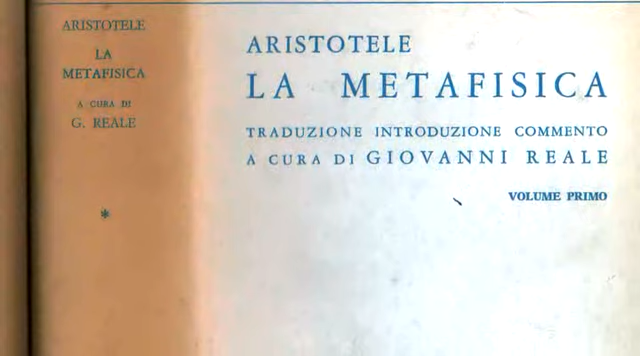 ARISTOTELE
LA
METAFISICA
A CURA DI
G. REALE
*
ARISTOTELE
LA METAFISICA
TRADUZIONE INTRODUZIONE COMMENTO
A CURA DI GIOVANNI REALE
VOLUME PRIMO